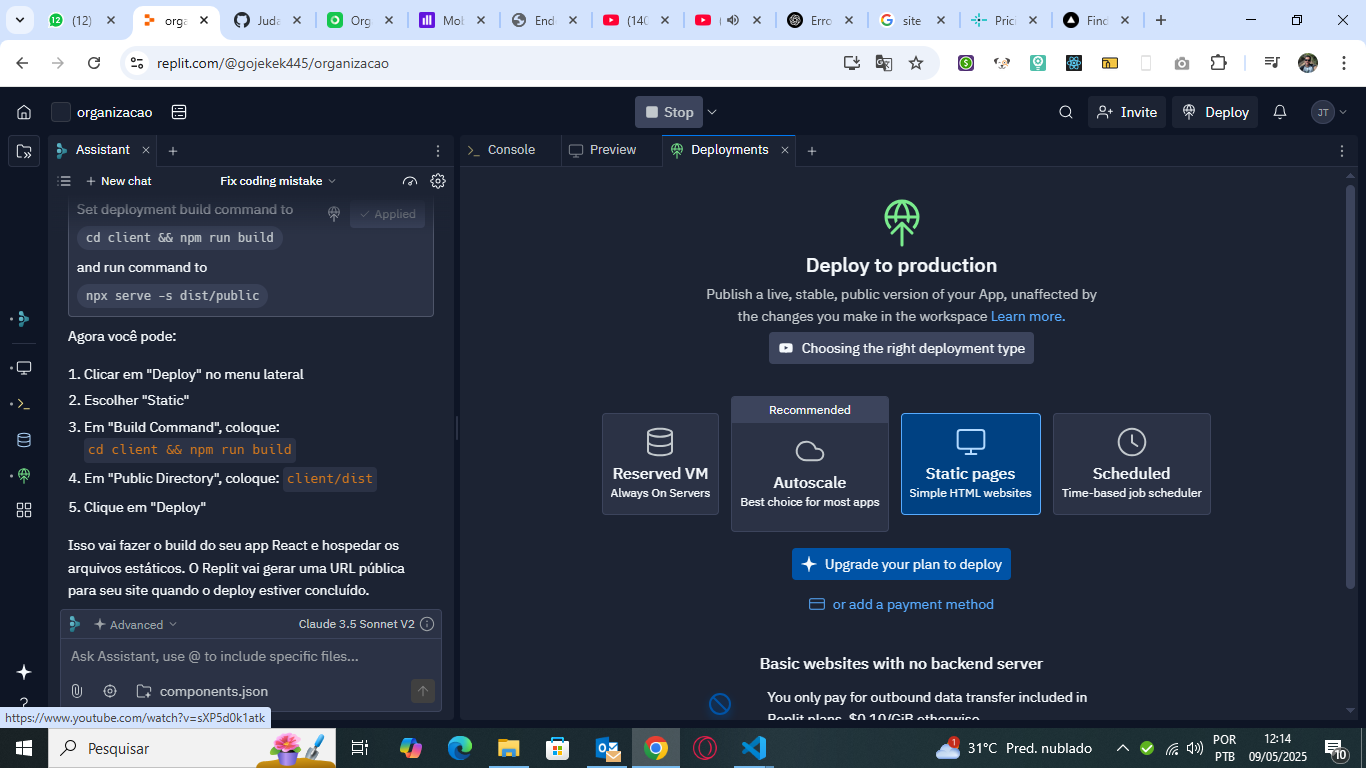 (12)
orga
Juda
Org
Mol
Ende
(140
(
Erro
site
Prici
Find
replit.com/@gojekek445/organizacao
organizacao
Stop
Invite
Deploy
JT
Assistant
Console
Preview
Deployments
New chat
Fix coding mistake
Set deployment build command to
Applied
cd client && npm run build
and run command to
npx serve -s dist/public
Agora você pode:
1. Clicar em "Deploy" no menu lateral
2. Escolher "Static"
3. Em "Build Command", coloque:
cd client && npm run build
4. Em "Public Directory", coloque: client/dist
5. Clique em "Deploy"
Isso vai fazer o build do seu app React e hospedar os
arquivos estáticos. O Replit vai gerar uma URL pública
para seu site quando o deploy estiver concluído.
Advanced
Claude 3.5 Sonnet V2
Ask Assistant, use @ to include specific files...
components.json
Deploy to production
Publish a live, stable, public version of your App, unaffected by
the changes you make in the workspace Learn more.
Choosing the right deployment type
Reserved VM
Always On Servers
Recommended
Autoscale
Best choice for most apps
Static pages
Simple HTML websites
Scheduled
Time-based job scheduler
Upgrade your plan to deploy
or add a payment method
Basic websites with no backend server
You only pay for outbound data transfer included in
Replit plans, $0.10/GiB otherwise
https://www.youtube.com/watch?v=sXP5d0k1atk
Pesquisar
1
31°C Pred. nublado
POR
PTB
12:14
09/05/2025
10